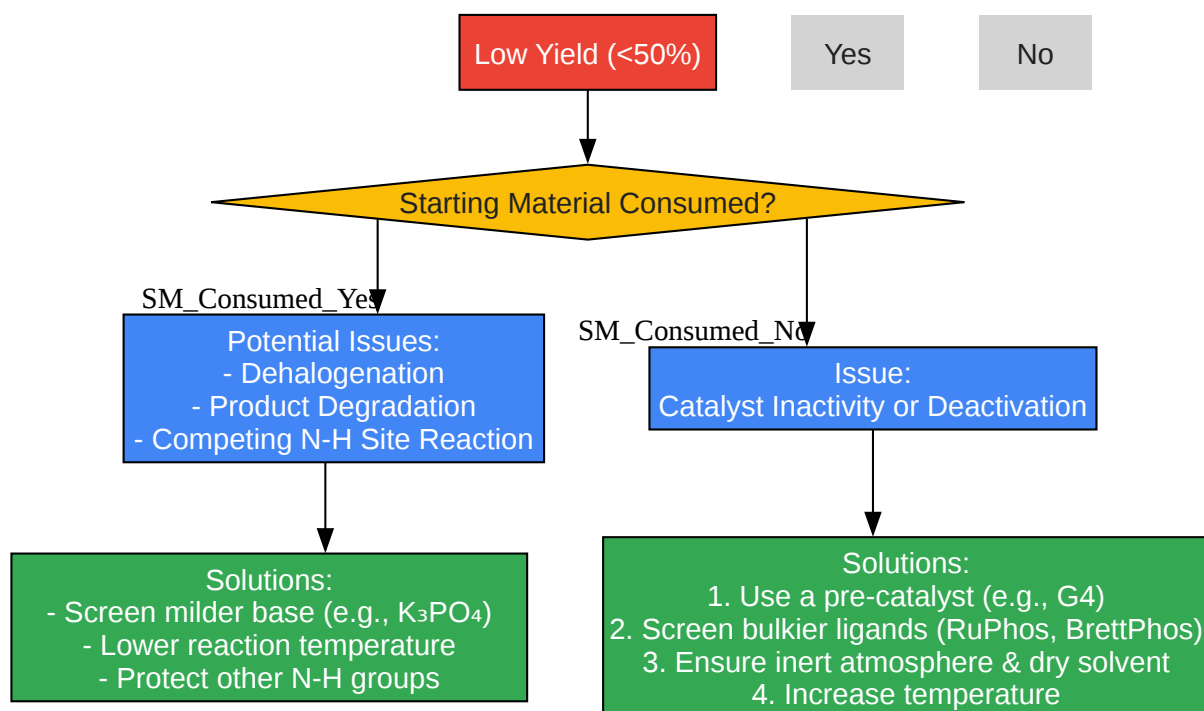 Low Yield (<50%)
Yes
No
Starting Material Consumed?
SM_Consumed_Yes
SM_Consumed_No
Potential Issues:
- Dehalogenation
- Product Degradation
- Competing N-H Site Reaction
Issue:
Catalyst Inactivity or Deactivation
Solutions:
- Screen milder base (e.g., K₃PO₄)
- Lower reaction temperature
- Protect other N-H groups
Solutions:
1. Use a pre-catalyst (e.g., G4)
2. Screen bulkier ligands (RuPhos, BrettPhos)
3. Ensure inert atmosphere & dry solvent
4. Increase temperature